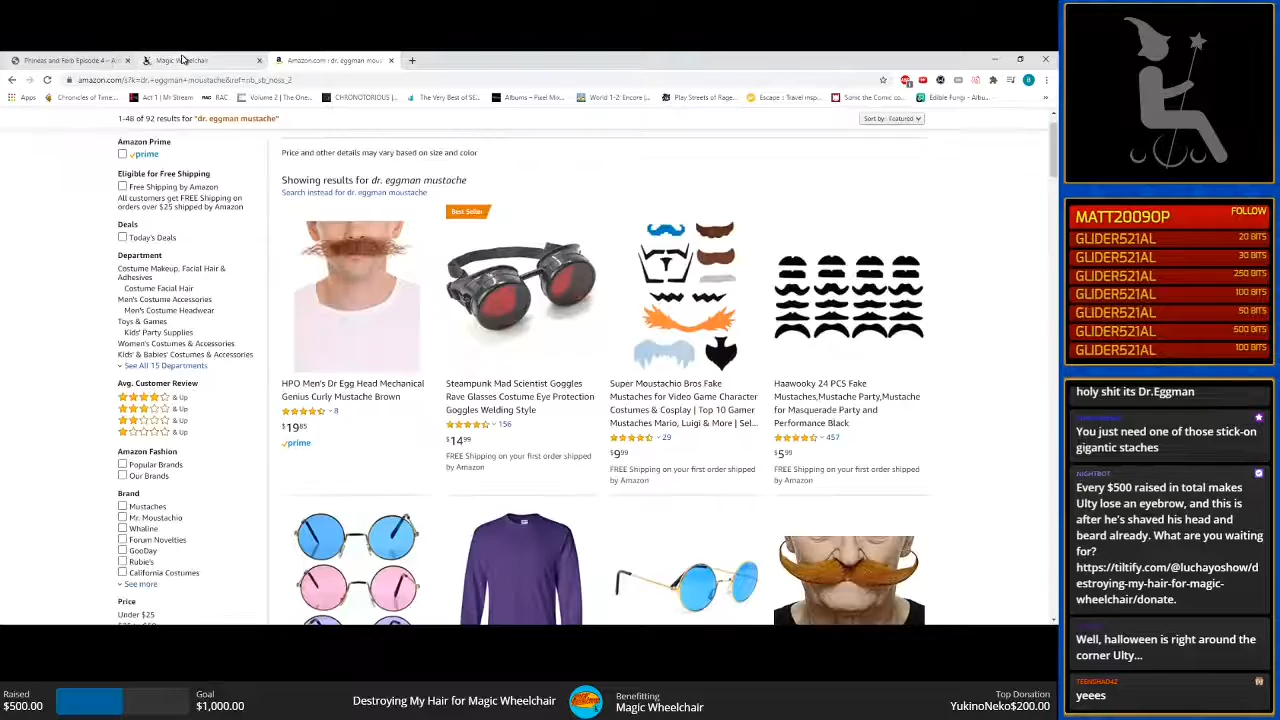 Phineas and Ferb Episode 4 – A
Magic Wheelchair
Amazon.com : dr. eggman mous
amazon.com/s?k=dr.+eggman+moustache&ref=nb_sb_noss_2
Apps
Chronicles of Time...
Act 1 | Mr Stream
AC
Volume 2 | The One...
CHRONOTORIOUS |...
The Very Best of SE...
Albums – Pixel Mix...
World 1-2: Encore |...
Play Streets of Rage...
Escape :: Travel insp...
Sonic the Comic co...
Edible Fungi - Albu...
1-48 of 92 results for "dr. eggman mustache"
Sort by: Featured
Amazon Prime
prime
Eligible for Free Shipping
Free Shipping by Amazon
All customers get FREE Shipping on
orders over $25 shipped by Amazon
Deals
Today's Deals
Department
Costume Makeup, Facial Hair &
Adhesives
Costume Facial Hair
Men's Costume Accessories
Men's Costume Headwear
Toys & Games
Kids' Party Supplies
Women's Costumes & Accessories
Kids' & Babies' Costumes & Accessories
See All 15 Departments
Avg. Customer Review
& Up
& Up
& Up
& Up
Amazon Fashion
Popular Brands
Our Brands
Brand
Mustaches
Mr. Moustachio
Whaline
Forum Novelties
GooDay
Rubie's
California Costumes
See more
Price
Under $25
Price and other details may vary based on size and color
Showing results for dr. eggman mustache
Search instead for dr. eggman moustache
HPO Men's Dr Egg Head Mechanical
Genius Curly Mustache Brown
8
$19.85
prime
Best Seller
Steampunk Mad Scientist Goggles
Rave Glasses Costume Eye Protection
Goggles Welding Style
156
$14.99
FREE Shipping on your first order shipped
by Amazon
Super Moustachio Bros Fake
Mustaches for Video Game Character
Costumes & Cosplay | Top 10 Gamer
Mustaches Mario, Luigi & More | Sel...
29
$9.99
FREE Shipping on your first order shipped
by Amazon
Haawooky 24 PCS Fake
Mustaches,Mustache Party,Mustache
for Masquerade Party and
Performance Black
457
$5.99
FREE Shipping on your first order shipped
by Amazon
MATT20090P FOLLOW
GLIDER521AL 20 BITS
GLIDER521AL 30 BITS
GLIDER521AL 250 BITS
GLIDER521AL 100 BITS
GLIDER521AL 50 BITS
GLIDER521AL 500 BITS
GLIDER521AL 100 BITS
holy shit its Dr.Eggman
You just need one of those stick-on
gigantic staches
NIGHTBOT
Every $500 raised in total makes
Ulty lose an eyebrow, and this is
after he's shaved his head and
beard already. What are you waiting
for?
https://tiltify.com/@luchayoshow/d
estroying-my-hair-for-magic-
wheelchair/donate.
Well, halloween is right around the
corner Ulty...
TEENSHAD42
yeees
Raised
$500.00
Goal
$1,000.00
Destroying My Hair for Magic Wheelchair
Benefitting
Magic Wheelchair
Top Donation
YukinoNeko$200.00